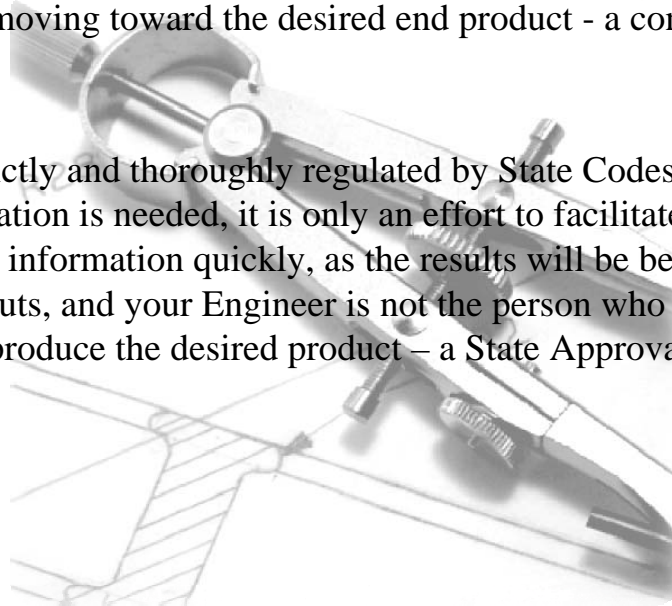 moving toward the desired end product - a con
ctly and thoroughly regulated by State Codes
ation is needed, it is only an effort to facilitate
information quickly, as the results will be be
uts, and your Engineer is not the person who
produce the desired product – a State Approva